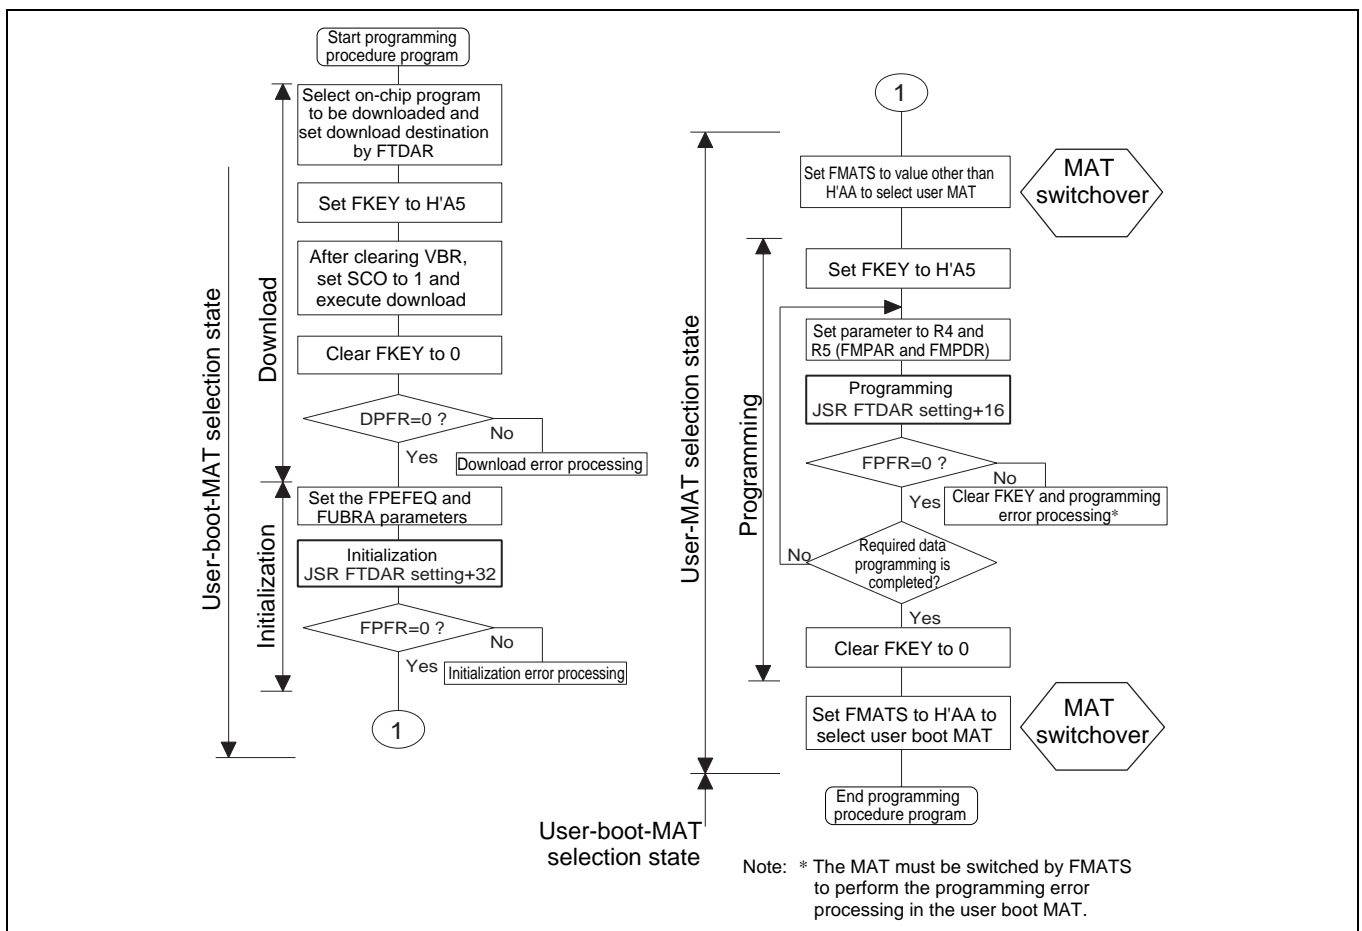 Start programming
procedure program
Select on-chip program
to be downloaded and
set download destination
by FTDAR
Set FKEY to H'A5
After clearing VBR,
set SCO to 1 and
execute download
Clear FKEY to 0
DPFR=0 ?
No
Yes
Download error processing
Set the FPEFEQ and
FUBRA parameters
Initialization
JSR FTDAR setting+32
FPFR=0 ?
No
Yes
Initialization error processing
1
Download
Initialization
User-boot-MAT selection state
1
Set FMATS to value other than
H'AA to select user MAT
MAT
switchover
Set FKEY to H'A5
Set parameter to R4 and
R5 (FMPAR and FMPDR)
Programming
JSR FTDAR setting+16
FPFR=0 ?
No
Yes
Clear FKEY and programming
error processing*
Required data
programming is
completed?
No
Yes
Clear FKEY to 0
Set FMATS to H'AA to
select user boot MAT
MAT
switchover
End programming
procedure program
Programming
User-MAT selection state
User-boot-MAT
selection state
Note: * The MAT must be switched by FMATS
to perform the programming error
processing in the user boot MAT.